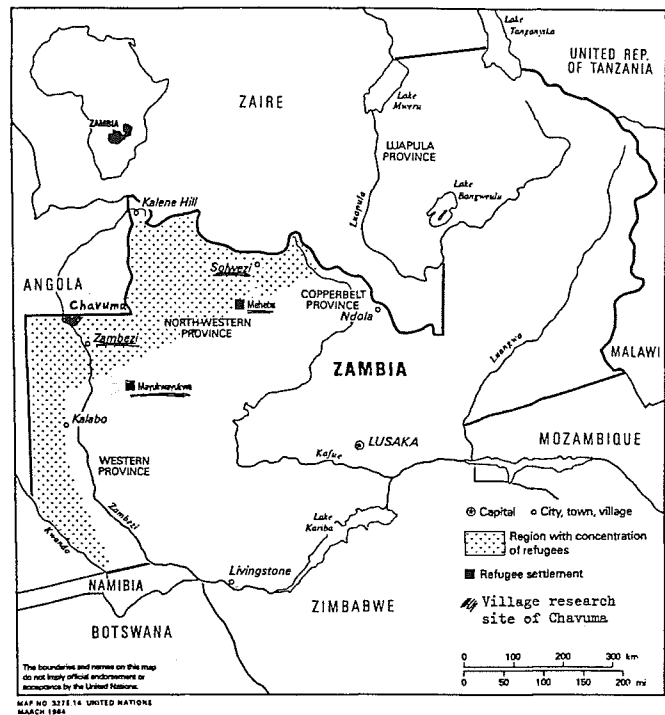 Lake
Tanganyika
UNITED REP.
OF TANZANIA
ZAIRE
Lake
Mweru
ZAMBIA
LUAPULA
PROVINCE
Luapula
Lake
Bangweulu
Kalene Hill
ANGOLA
Chavuma
Solwezi
Meheba
COPPERBELT
PROVINCE
Ndola
NORTH-WESTERN
PROVINCE
Zambezi
Luangwa
MALAWI
ZAMBIA
Mayukwayukwa
Kalabo
LUSAKA
MOZAMBIQUE
WESTERN
PROVINCE
Kafue
Zambezi
Kwando
Lake
Kariba
Livingstone
NAMIBIA
ZIMBABWE
BOTSWANA
Capital
City, town, village
Region with concentration
of refugees
Refugee settlement
Village research
site of Chavuma
0 100 200 300 km
0 100 200 mi
The boundaries and names on this map
do not imply official endorsement or
acceptance by the United Nations.
MAP NO. 3275.14 UNITED NATIONS
MARCH 1984